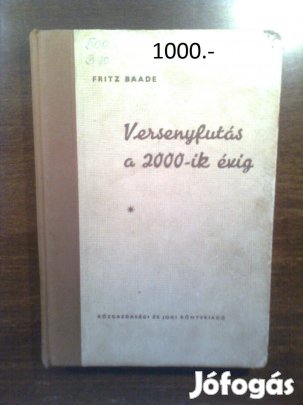 1000.-
FRITZ BAADE
Versenyfutás
a 2000-ik évig
KÖZGAZDASÁGI ÉS JOGI KÖNYVKIADÓ
Jófogás